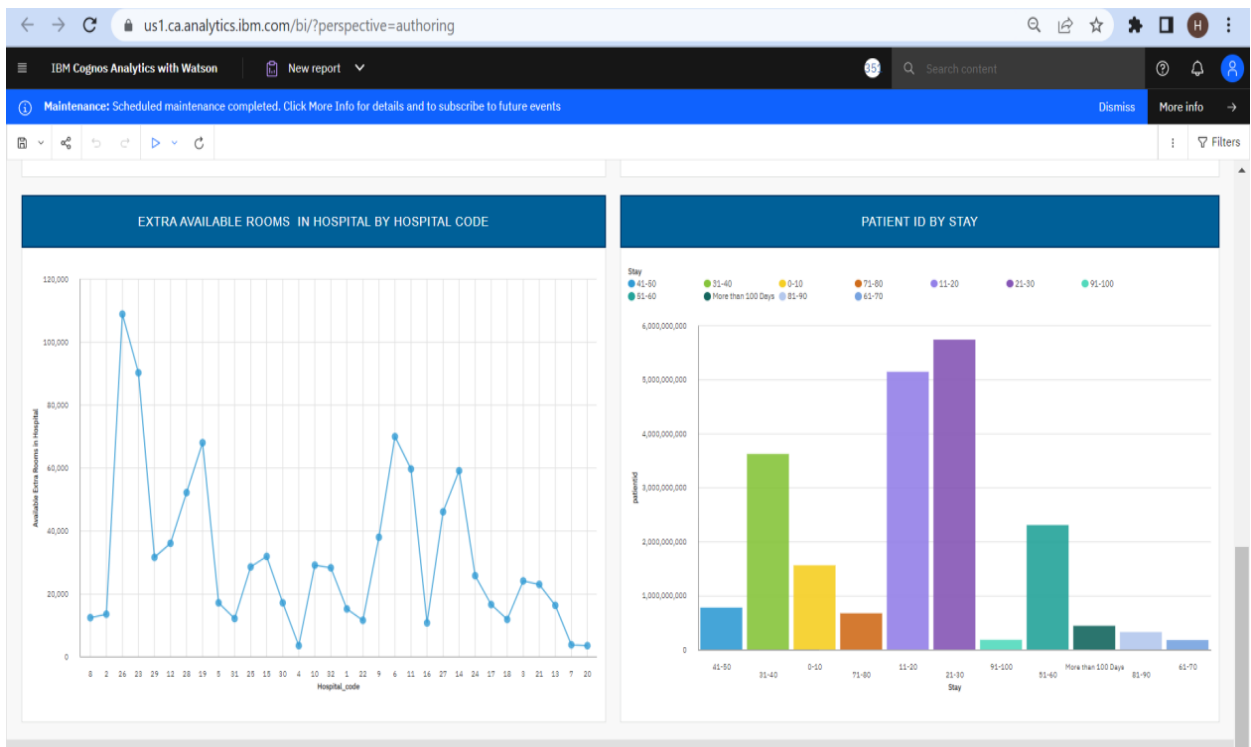 us1.ca.analytics.ibm.com/bi/?perspective=authoring
H
IBM Cognos Analytics with Watson
New report
Search content
Maintenance: Scheduled maintenance completed. Click More Info for details and to subscribe to future events
Dismiss
More info
Filters
EXTRA AVAILABLE ROOMS IN HOSPITAL BY HOSPITAL CODE
120,000
100,000
80,000
60,000
40,000
20,000
0
Available Extra Rooms in Hospital
8 2 26 23 29 12 28 19 5 31 25 15 30 4 10 32 1 22 9 6 11 16 27 14 24 17 18 3 21 13 7 20
Hospital_code
PATIENT ID BY STAY
Stay
41-50 31-40 0-10 71-80 11-20 21-30 91-100
51-60 More than 100 Days 81-90 61-70
6,000,000,000
5,000,000,000
4,000,000,000
3,000,000,000
2,000,000,000
1,000,000,000
0
patientid
41-50 31-40 0-10 71-80 11-20 21-30 91-100 51-60 More than 100 Days 81-90 61-70
Stay